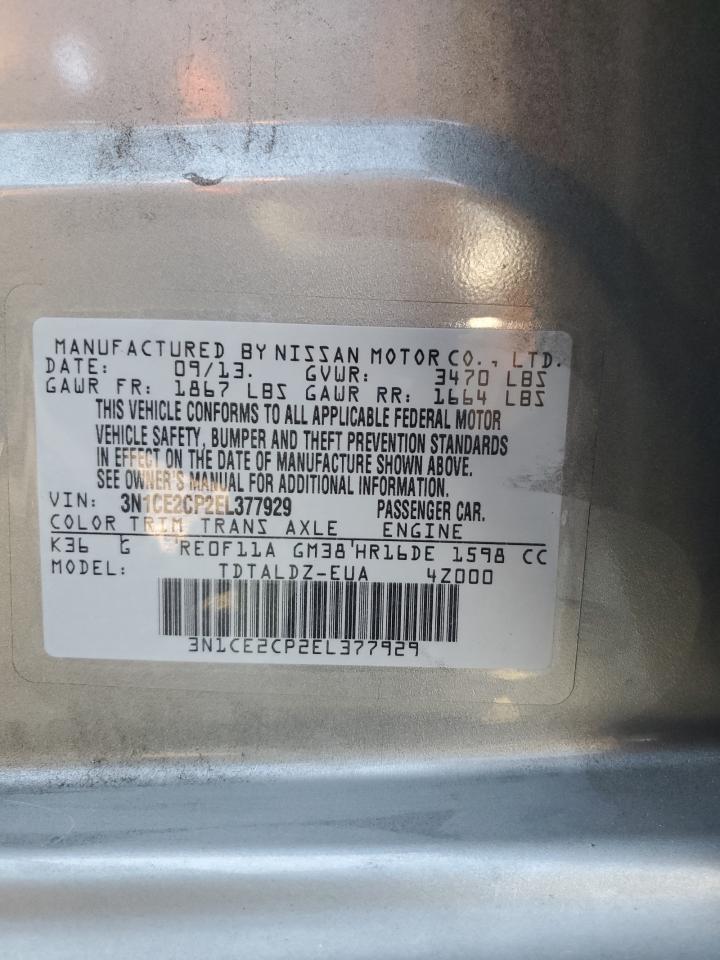 MANUFACTURED BY NISSAN MOTOR CO., LTD.
DATE: 09/13. GVWR: 3470 LBS
GAWR FR: 1867 LBS GAWR RR: 1664 LBS
THIS VEHICLE CONFORMS TO ALL APPLICABLE FEDERAL MOTOR
VEHICLE SAFETY, BUMPER AND THEFT PREVENTION STANDARDS
IN EFFECT ON THE DATE OF MANUFACTURE SHOWN ABOVE.
SEE OWNER'S MANUAL FOR ADDITIONAL INFORMATION.
VIN: 3N1CE2CP2EL377929 PASSENGER CAR.
COLOR TRIM TRANS AXLE ENGINE
K36 G RE0F11A GM38 HR16DE 1598 CC
MODEL: TDTALDZ-EUA 4Z000
3N1CE2CP2EL377929